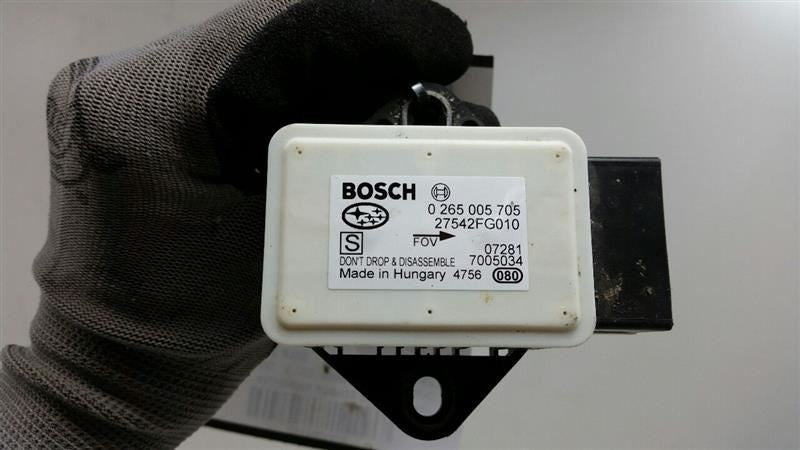 BOSCH
0 265 005 705
27542FG010
S
FOV
07281
DON'T DROP & DISASSEMBLE 7005034
Made in Hungary 4756 080